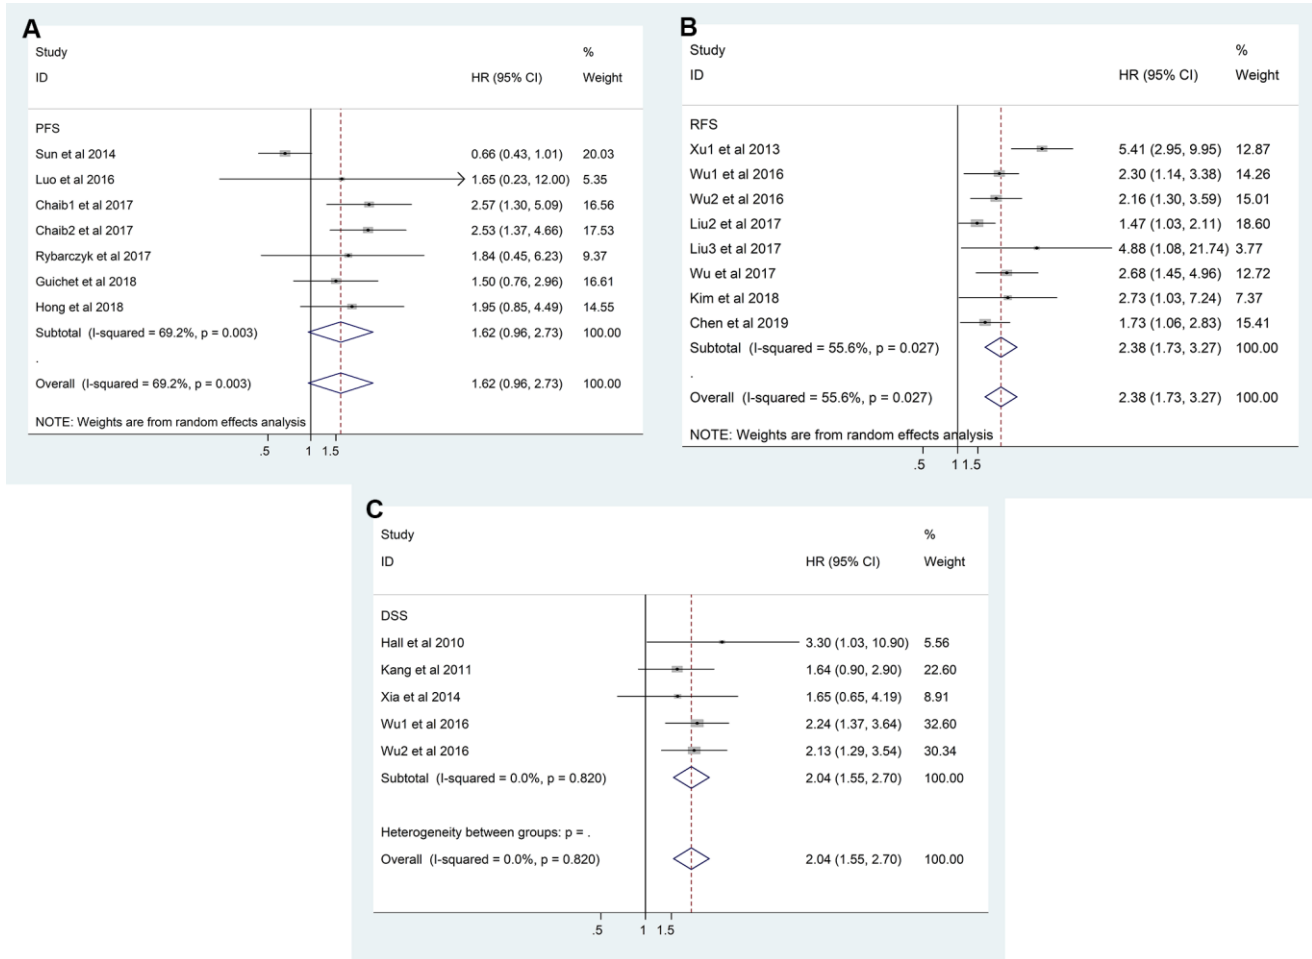 A
Study %
ID HR (95% CI) Weight
PFS
Sun et al 2014 0.66 (0.43, 1.01) 20.03
Luo et al 2016 1.65 (0.23, 12.00) 5.35
Chaib1 et al 2017 2.57 (1.30, 5.09) 16.56
Chaib2 et al 2017 2.53 (1.37, 4.66) 17.53
Rybarczyk et al 2017 1.84 (0.45, 6.23) 9.37
Guichet et al 2018 1.50 (0.76, 2.96) 16.61
Hong et al 2018 1.95 (0.85, 4.49) 14.55
Subtotal (I-squared = 69.2%, p = 0.003) 1.62 (0.96, 2.73) 100.00
.
Overall (I-squared = 69.2%, p = 0.003) 1.62 (0.96, 2.73) 100.00
NOTE: Weights are from random effects analysis
.5 1 1.5
B
Study %
ID HR (95% CI) Weight
RFS
Xu1 et al 2013 5.41 (2.95, 9.95) 12.87
Wu1 et al 2016 2.30 (1.14, 3.38) 14.26
Wu2 et al 2016 2.16 (1.30, 3.59) 15.01
Liu2 et al 2017 1.47 (1.03, 2.11) 18.60
Liu3 et al 2017 4.88 (1.08, 21.74) 3.77
Wu et al 2017 2.68 (1.45, 4.96) 12.72
Kim et al 2018 2.73 (1.03, 7.24) 7.37
Chen et al 2019 1.73 (1.06, 2.83) 15.41
Subtotal (I-squared = 55.6%, p = 0.027) 2.38 (1.73, 3.27) 100.00
.
Overall (I-squared = 55.6%, p = 0.027) 2.38 (1.73, 3.27) 100.00
NOTE: Weights are from random effects analysis
.5 1 1.5
C
Study %
ID HR (95% CI) Weight
DSS
Hall et al 2010 3.30 (1.03, 10.90) 5.56
Kang et al 2011 1.64 (0.90, 2.90) 22.60
Xia et al 2014 1.65 (0.65, 4.19) 8.91
Wu1 et al 2016 2.24 (1.37, 3.64) 32.60
Wu2 et al 2016 2.13 (1.29, 3.54) 30.34
Subtotal (I-squared = 0.0%, p = 0.820) 2.04 (1.55, 2.70) 100.00
Heterogeneity between groups: p = .
Overall (I-squared = 0.0%, p = 0.820) 2.04 (1.55, 2.70) 100.00
.5 1 1.5